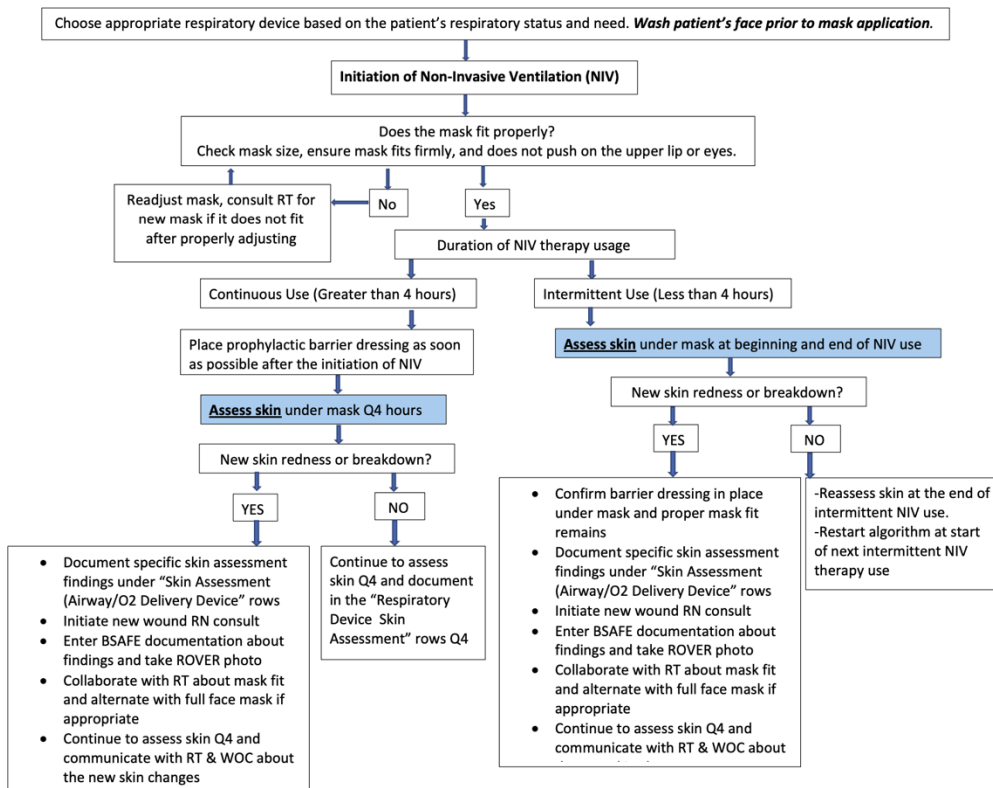 Choose appropriate respiratory device based on the patient's respiratory status and need. Wash patient's face prior to mask application.
Initiation of Non-Invasive Ventilation (NIV)
Does the mask fit properly?
Check mask size, ensure mask fits firmly, and does not push on the upper lip or eyes.
Readjust mask, consult RT for
new mask if it does not fit
after properly adjusting
No
Yes
Duration of NIV therapy usage
Continuous Use (Greater than 4 hours)
Intermittent Use (Less than 4 hours)
Place prophylactic barrier dressing as soon
as possible after the initiation of NIV
Assess skin under mask at beginning and end of NIV use
Assess skin under mask Q4 hours
New skin redness or breakdown?
YES
NO
New skin redness or breakdown?
YES
NO
• Document specific skin assessment
findings under "Skin Assessment
(Airway/O2 Delivery Device" rows
• Initiate new wound RN consult
• Enter BSAFE documentation about
findings and take ROVER photo
• Collaborate with RT about mask fit
and alternate with full face mask if
appropriate
• Continue to assess skin Q4 and
communicate with RT & WOC about
the new skin changes
Continue to assess
skin Q4 and document
in the "Respiratory
Device Skin
Assessment" rows Q4
• Confirm barrier dressing in place
under mask and proper mask fit
remains
• Document specific skin assessment
findings under "Skin Assessment
(Airway/O2 Delivery Device" rows
• Initiate new wound RN consult
• Enter BSAFE documentation about
findings and take ROVER photo
• Collaborate with RT about mask fit
and alternate with full face mask if
appropriate
• Continue to assess skin Q4 and
communicate with RT & WOC about
-Reassess skin at the end of
intermittent NIV use.
-Restart algorithm at start
of next intermittent NIV
therapy use